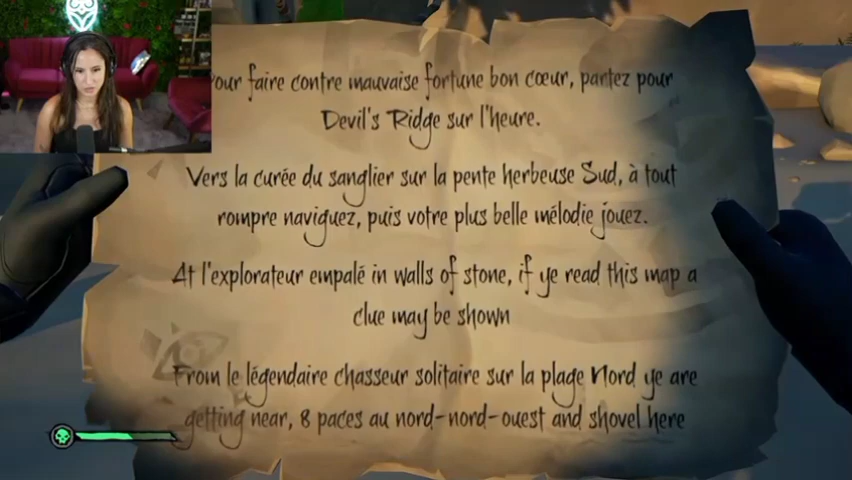 Pour faire contre mauvaise fortune bon cœur, partez pour
Devil's Ridge sur l'heure.
Vers la curée du sanglier sur la pente herbeuse Sud, à tout
rompre naviguez, puis votre plus belle mélodie jouez.
At l'explorateur empalé in walls of stone, if ye read this map a
clue may be shown
From le légendaire chasseur solitaire sur la plage Nord ye are
getting near, 8 paces au nord-nord-ouest and shovel here